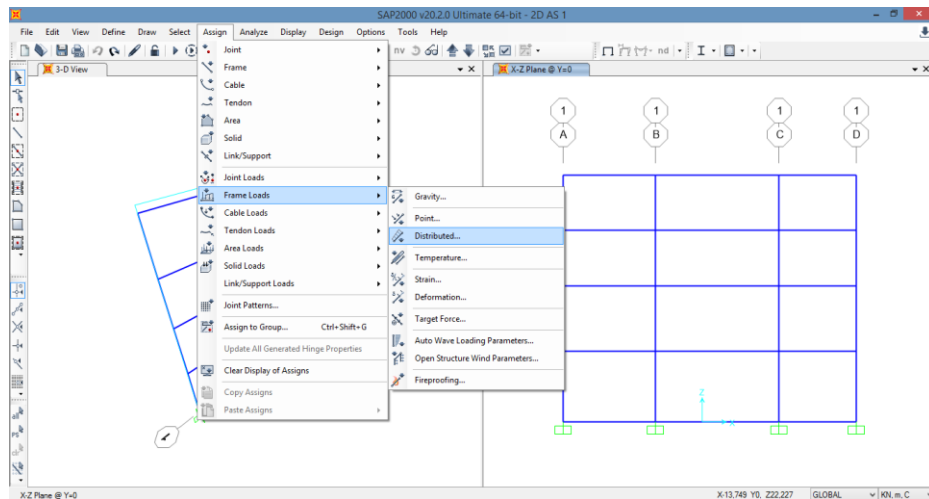 SAP2000 v20.2.0 Ultimate 64-bit - 2D AS 1
File Edit View Define Draw Select Assign Analyze Display Design Options Tools Help
nv
nd
3-D View
X-Z Plane @ Y=0
Joint
Frame
Cable
Tendon
Area
Solid
Link/Support
Joint Loads
Frame Loads
Cable Loads
Tendon Loads
Area Loads
Solid Loads
Link/Support Loads
Joint Patterns...
Assign to Group... Ctrl+Shift+G
Update All Generated Hinge Properties
Clear Display of Assigns
Copy Assigns
Paste Assigns
Gravity...
Point...
Distributed...
Temperature...
Strain...
Deformation...
Target Force...
Auto Wave Loading Parameters...
Open Structure Wind Parameters...
Fireproofing...
1 1 1 1
A B C D
Z
X
all
PS
clr
X-Z Plane @ Y=0
X-13,749 Y0, Z22,227 GLOBAL KN, m, C